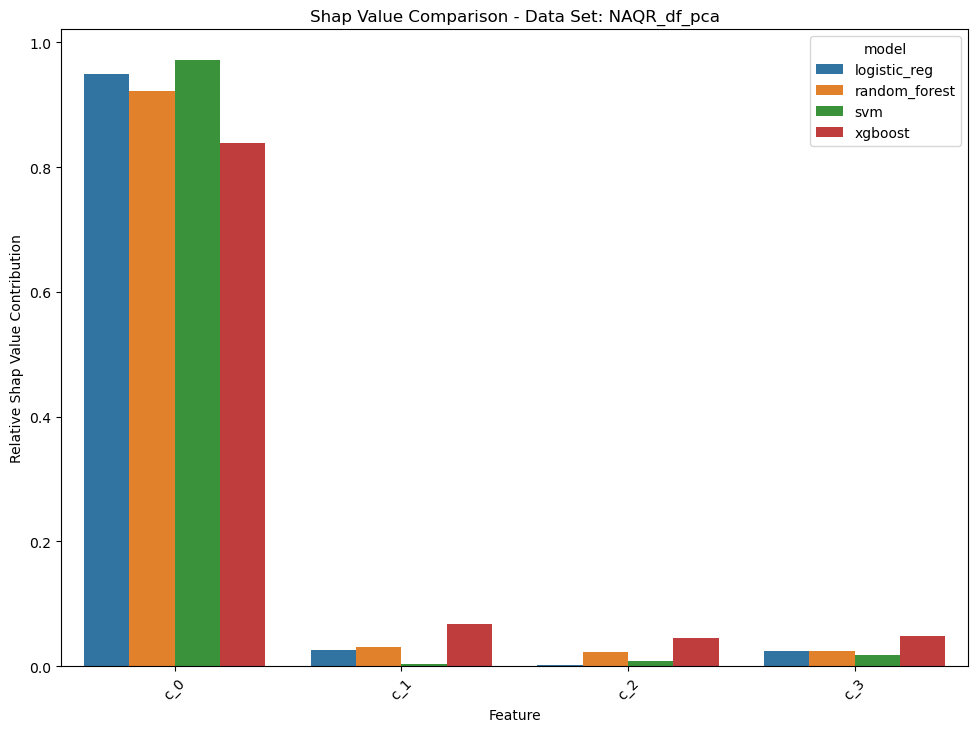 Shap Value Comparison - Data Set: NAQR_df_pca
model
logistic_reg
random_forest
svm
xgboost
Relative Shap Value Contribution
1.0
0.8
0.6
0.4
0.2
0.0
c_0
c_1
c_2
c_3
Feature